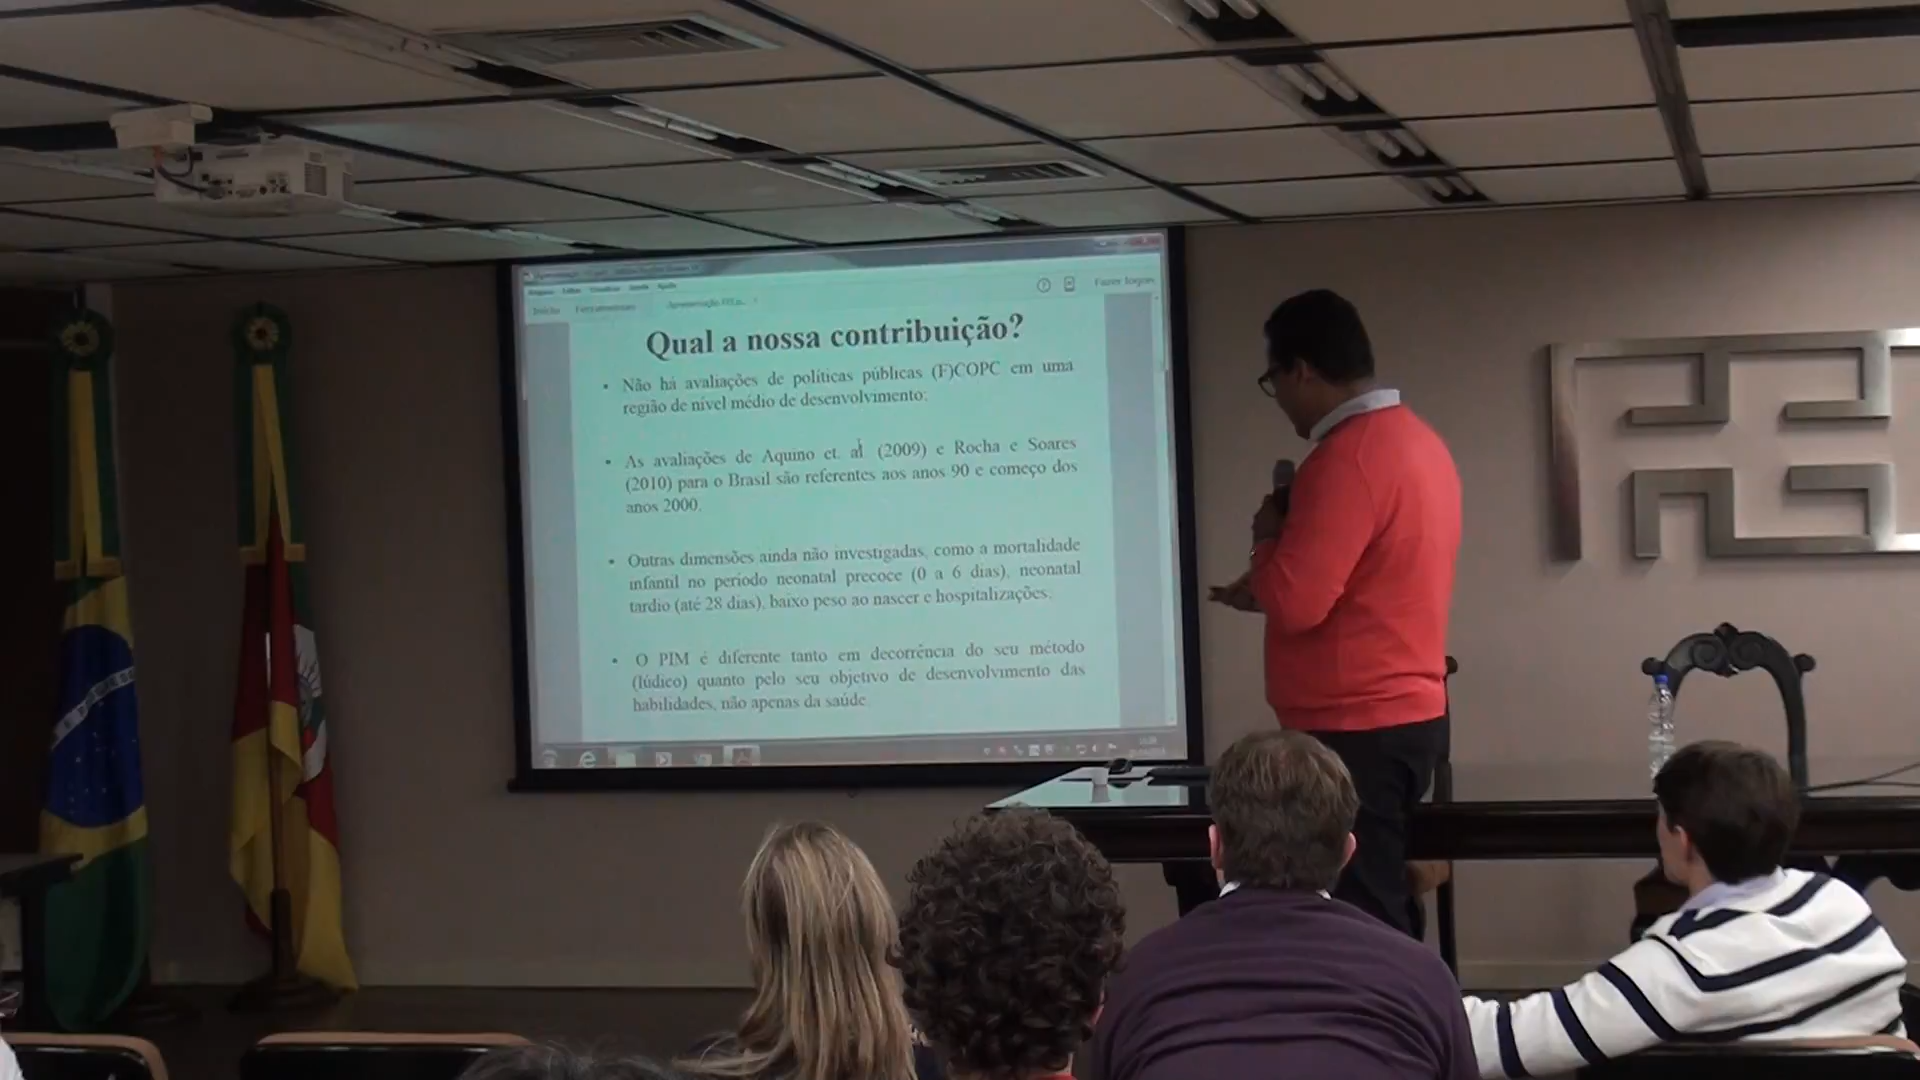 Início Ferramentas Apresentação Fazer logon
Qual a nossa contribuição?
• Não há avaliações de políticas públicas (F)COPC em uma
região de nível médio de desenvolvimento;
• As avaliações de Aquino et. al (2009) e Rocha e Soares
(2010) para o Brasil são referentes aos anos 90 e começo dos
anos 2000.
• Outras dimensões ainda não investigadas, como a mortalidade
infantil no período neonatal precoce (0 a 6 dias), neonatal
tardio (até 28 dias), baixo peso ao nascer e hospitalizações.
• O PIM é diferente tanto em decorrência do seu método
(lúdico) quanto pelo seu objetivo de desenvolvimento das
habilidades, não apenas da saúde